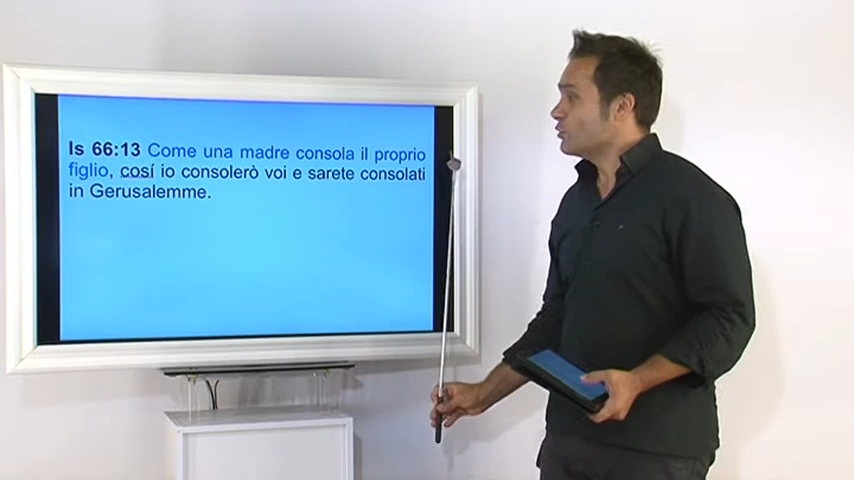 Is 66:13 Come una madre consola il proprio
figlio, cosí io consolerò voi e sarete consolati
in Gerusalemme.